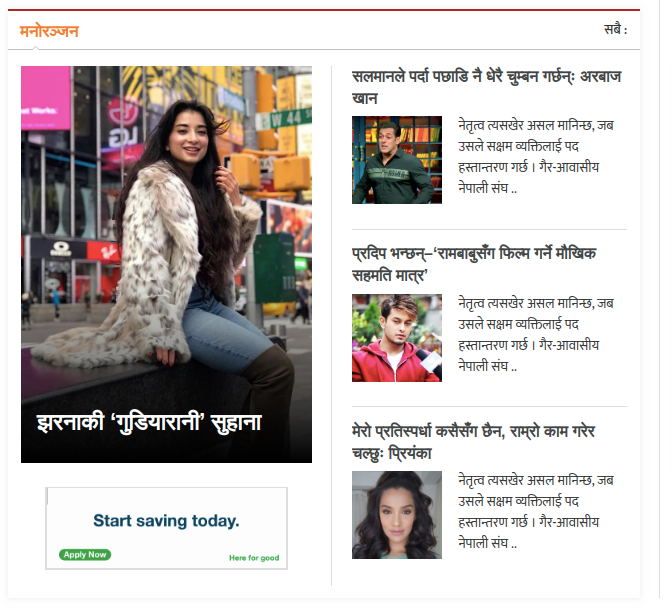 मनोरञ्जन
सबै :
W 44
झरनाकी ‘गुडियारानी’ सुहाना
Start saving today.
Apply Now
Here for good
सलमानले पर्दा पछाडि नै धेरै चुम्बन गर्छन्ः अरबाज
खान
नेतृत्व त्यसखेर असल मानिन्छ, जब
उसले सक्षम व्यक्तिलाई पद
हस्तान्तरण गर्छ । गैर-आवासीय
नेपाली संघ ..
प्रदिप भन्छन्–‘रामबाबुसँग फिल्म गर्ने मौखिक
सहमति मात्र’
नेतृत्व त्यसखेर असल मानिन्छ, जब
उसले सक्षम व्यक्तिलाई पद
हस्तान्तरण गर्छ । गैर-आवासीय
नेपाली संघ ..
मेरो प्रतिस्पर्धा कसैसँग छैन, राम्रो काम गरेर
चल्छुः प्रियंका
नेतृत्व त्यसखेर असल मानिन्छ, जब
उसले सक्षम व्यक्तिलाई पद
हस्तान्तरण गर्छ । गैर-आवासीय
नेपाली संघ ..